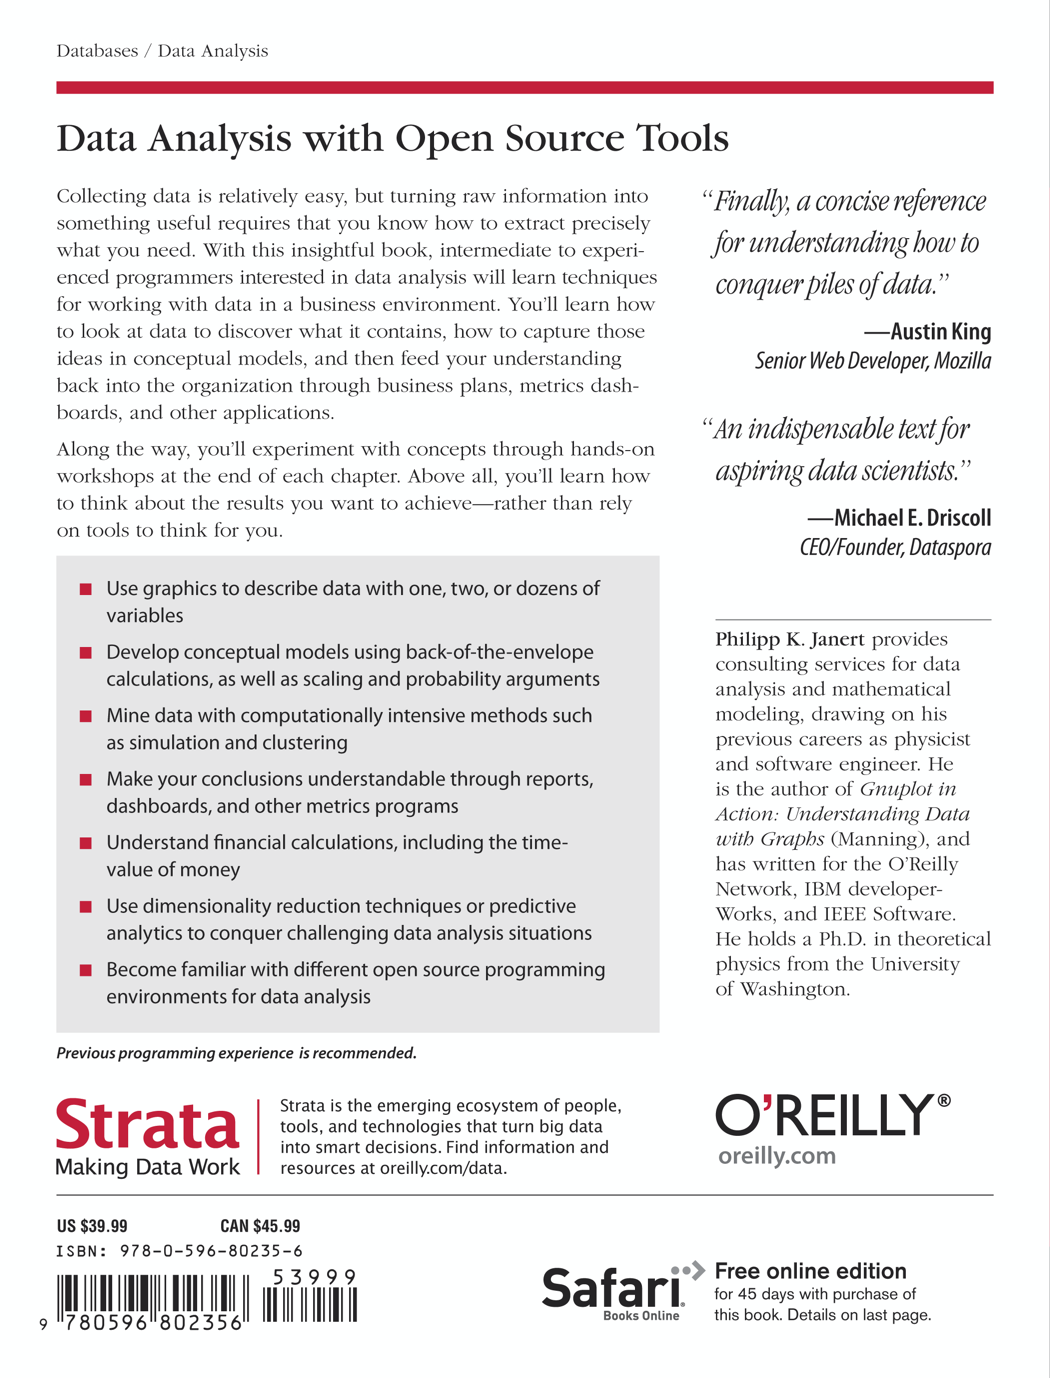 Databases / Data Analysis
Data Analysis with Open Source Tools
Collecting data is relatively easy, but turning raw information into
something useful requires that you know how to extract precisely
what you need. With this insightful book, intermediate to experi-
enced programmers interested in data analysis will learn techniques
for working with data in a business environment. You’ll learn how
to look at data to discover what it contains, how to capture those
ideas in conceptual models, and then feed your understanding
back into the organization through business plans, metrics dash-
boards, and other applications.
Along the way, you’ll experiment with concepts through hands-on
workshops at the end of each chapter. Above all, you’ll learn how
to think about the results you want to achieve—rather than rely
on tools to think for you.
■ Use graphics to describe data with one, two, or dozens of
variables
■ Develop conceptual models using back-of-the-envelope
calculations, as well as scaling and probability arguments
■ Mine data with computationally intensive methods such
as simulation and clustering
■ Make your conclusions understandable through reports,
dashboards, and other metrics programs
■ Understand financial calculations, including the time-
value of money
■ Use dimensionality reduction techniques or predictive
analytics to conquer challenging data analysis situations
■ Become familiar with different open source programming
environments for data analysis
Previous programming experience is recommended.
“Finally, a concise reference
for understanding how to
conquer piles of data.”
—Austin King
Senior Web Developer, Mozilla
“An indispensable text for
aspiring data scientists.”
—Michael E. Driscoll
CEO/Founder, Dataspora
Philipp K. Janert provides
consulting services for data
analysis and mathematical
modeling, drawing on his
previous careers as physicist
and software engineer. He
is the author of Gnuplot in
Action: Understanding Data
with Graphs (Manning), and
has written for the O’Reilly
Network, IBM developer-
Works, and IEEE Software.
He holds a Ph.D. in theoretical
physics from the University
of Washington.
Strata
Making Data Work
Strata is the emerging ecosystem of people,
tools, and technologies that turn big data
into smart decisions. Find information and
resources at oreilly.com/data.
O’REILLY®
oreilly.com
US $39.99 CAN $45.99
ISBN: 978-0-596-80235-6
53999
9 780596 802356
Safari
Books Online
Free online edition
for 45 days with purchase of
this book. Details on last page.